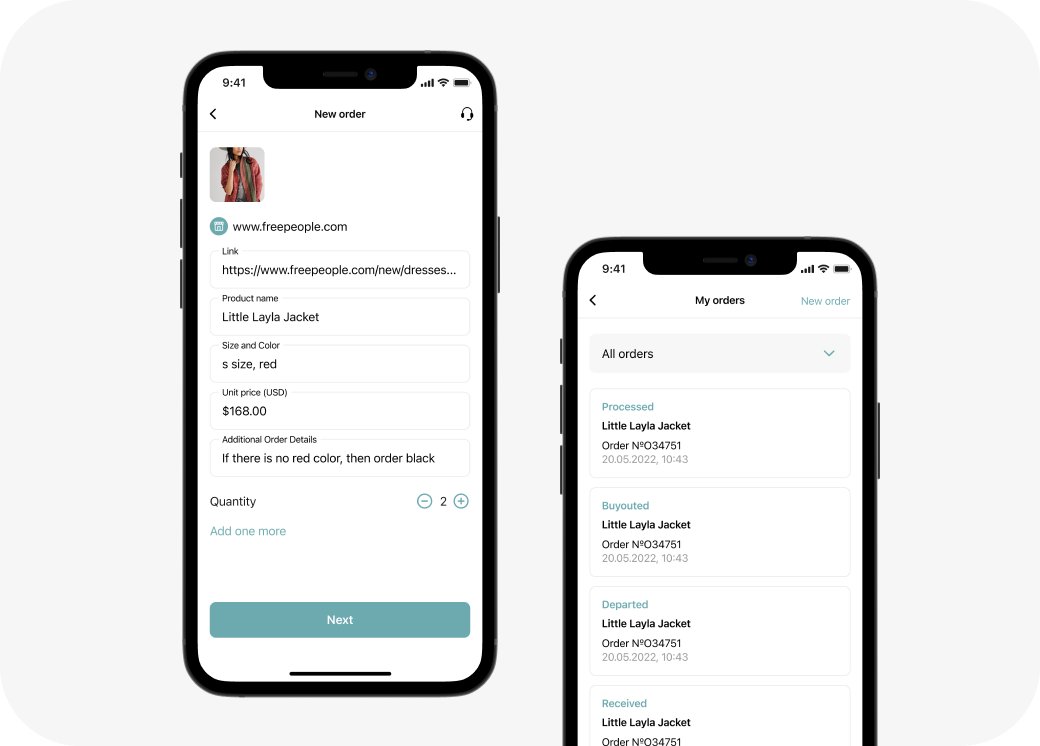 9:41
New order
www.freepeople.com
Link
https://www.freepeople.com/new/dresses...
Product name
Little Layla Jacket
Size and Color
s size, red
Unit price (USD)
$168.00
Additional Order Details
If there is no red color, then order black
Quantity
2
Add one more
Next
9:41
My orders
New order
All orders
Processed
Little Layla Jacket
Order №O34751
20.05.2022, 10:43
Buyouted
Little Layla Jacket
Order №O34751
20.05.2022, 10:43
Departed
Little Layla Jacket
Order №O34751
20.05.2022, 10:43
Received
Little Layla Jacket
Order №O34751